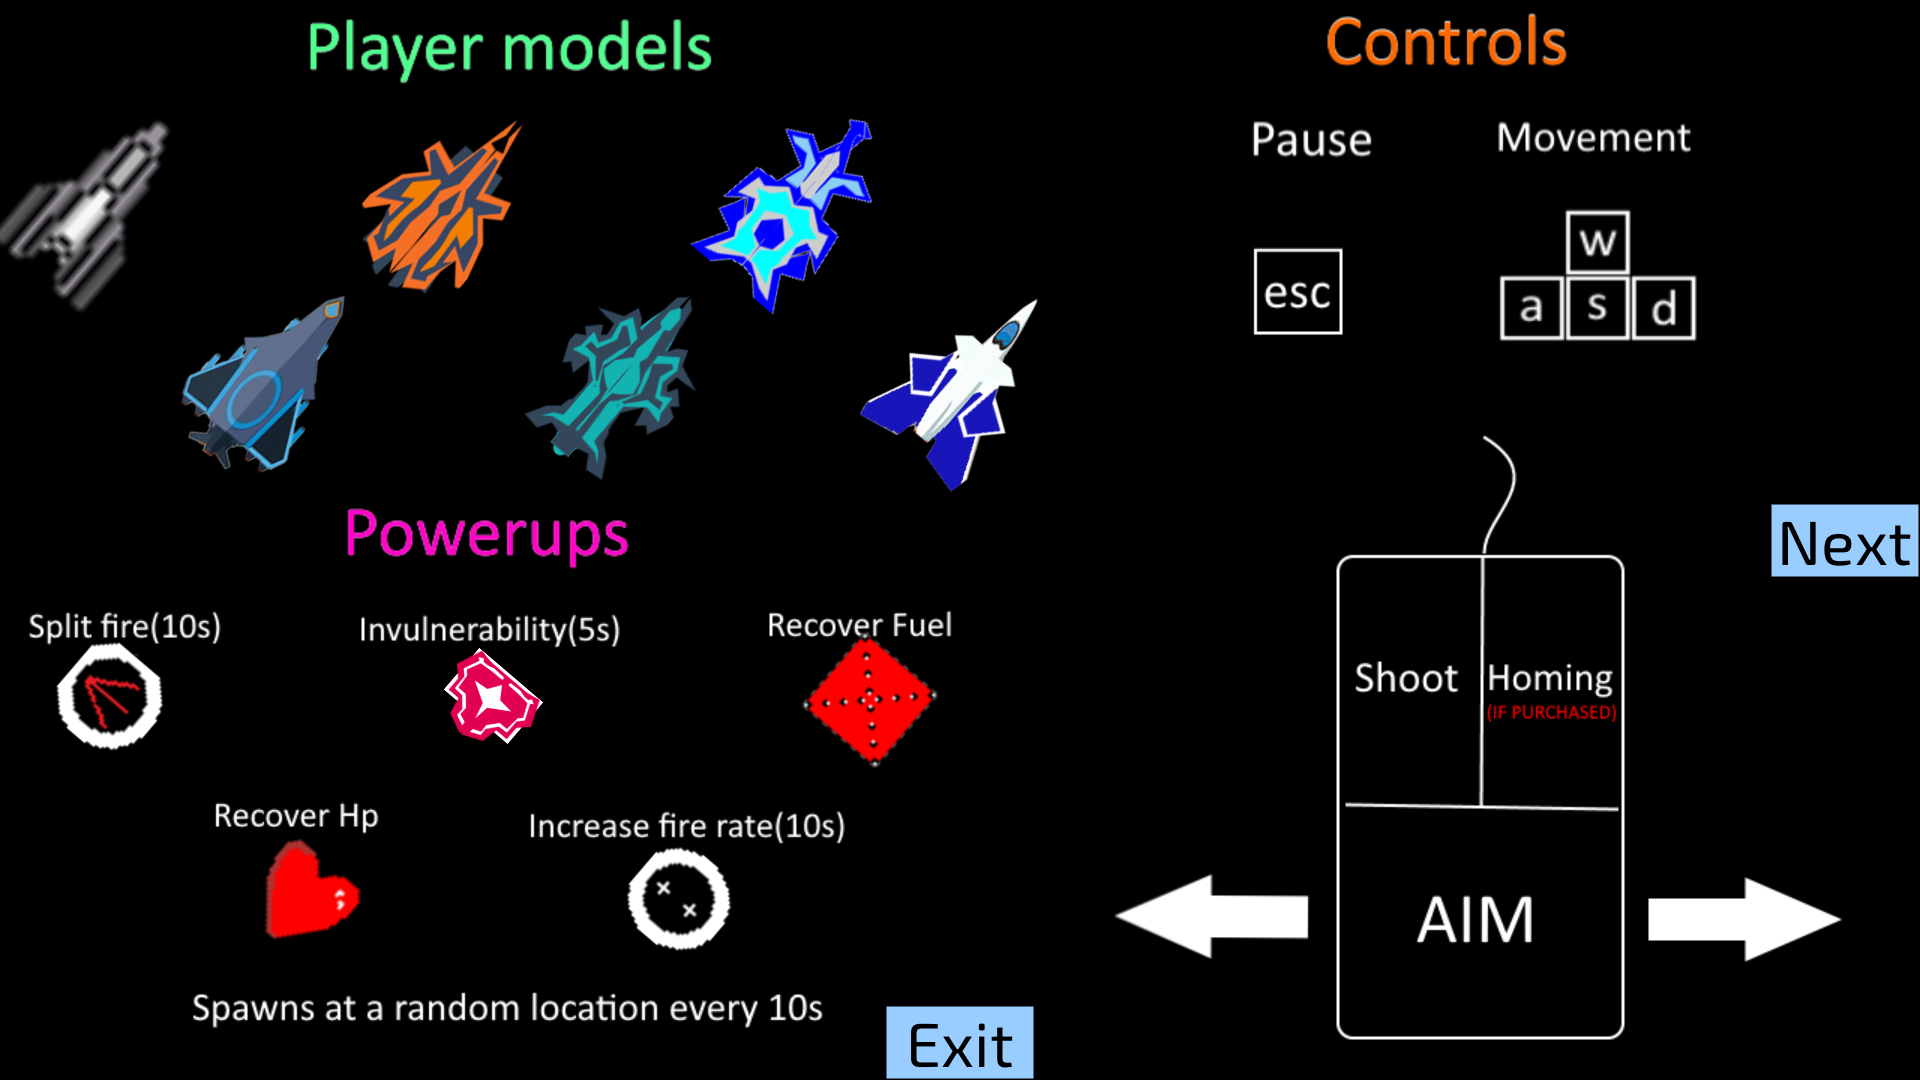 Player models
Powerups
Split fire(10s)
Invulnerability(5s)
Recover Fuel
Recover Hp
Increase fire rate(10s)
Spawns at a random location every 10s
Exit
Controls
Pause
Movement
esc
w
a s d
Shoot
Homing
(IF PURCHASED)
AIM
Next